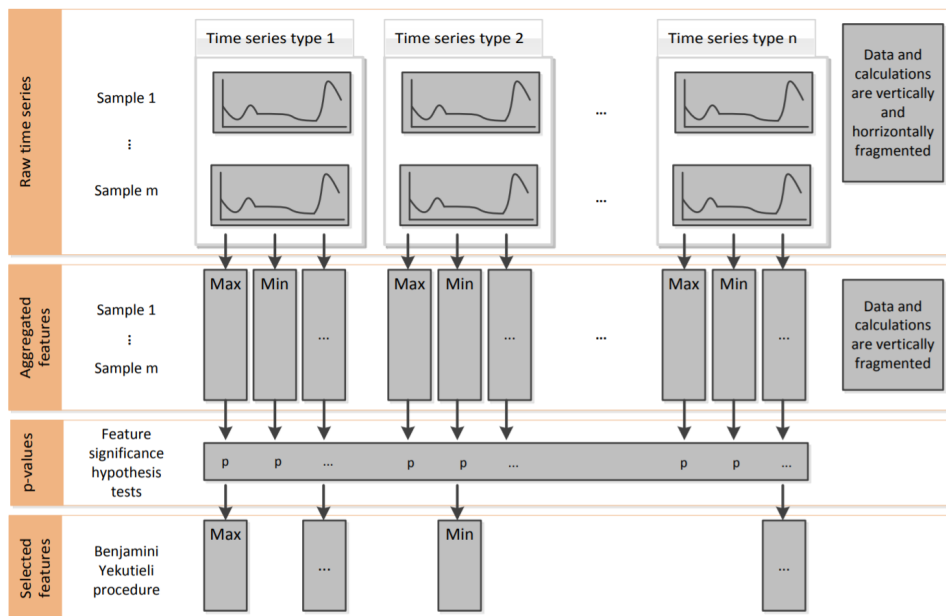 Raw time series
Time series type 1
Time series type 2
Time series type n
Sample 1
...
Sample m
...
...
Data and
calculations
are vertically
and
horrizontally
fragmented
Aggregated
features
Sample 1
...
Sample m
Max
Min
...
Max
Min
...
...
Max
Min
...
Data and
calculations
are vertically
fragmented
p-values
Feature
significance
hypothesis
tests
p
p
...
p
p
...
p
p
...
Selected
features
Benjamini
Yekutieli
procedure
Max
...
Min
...